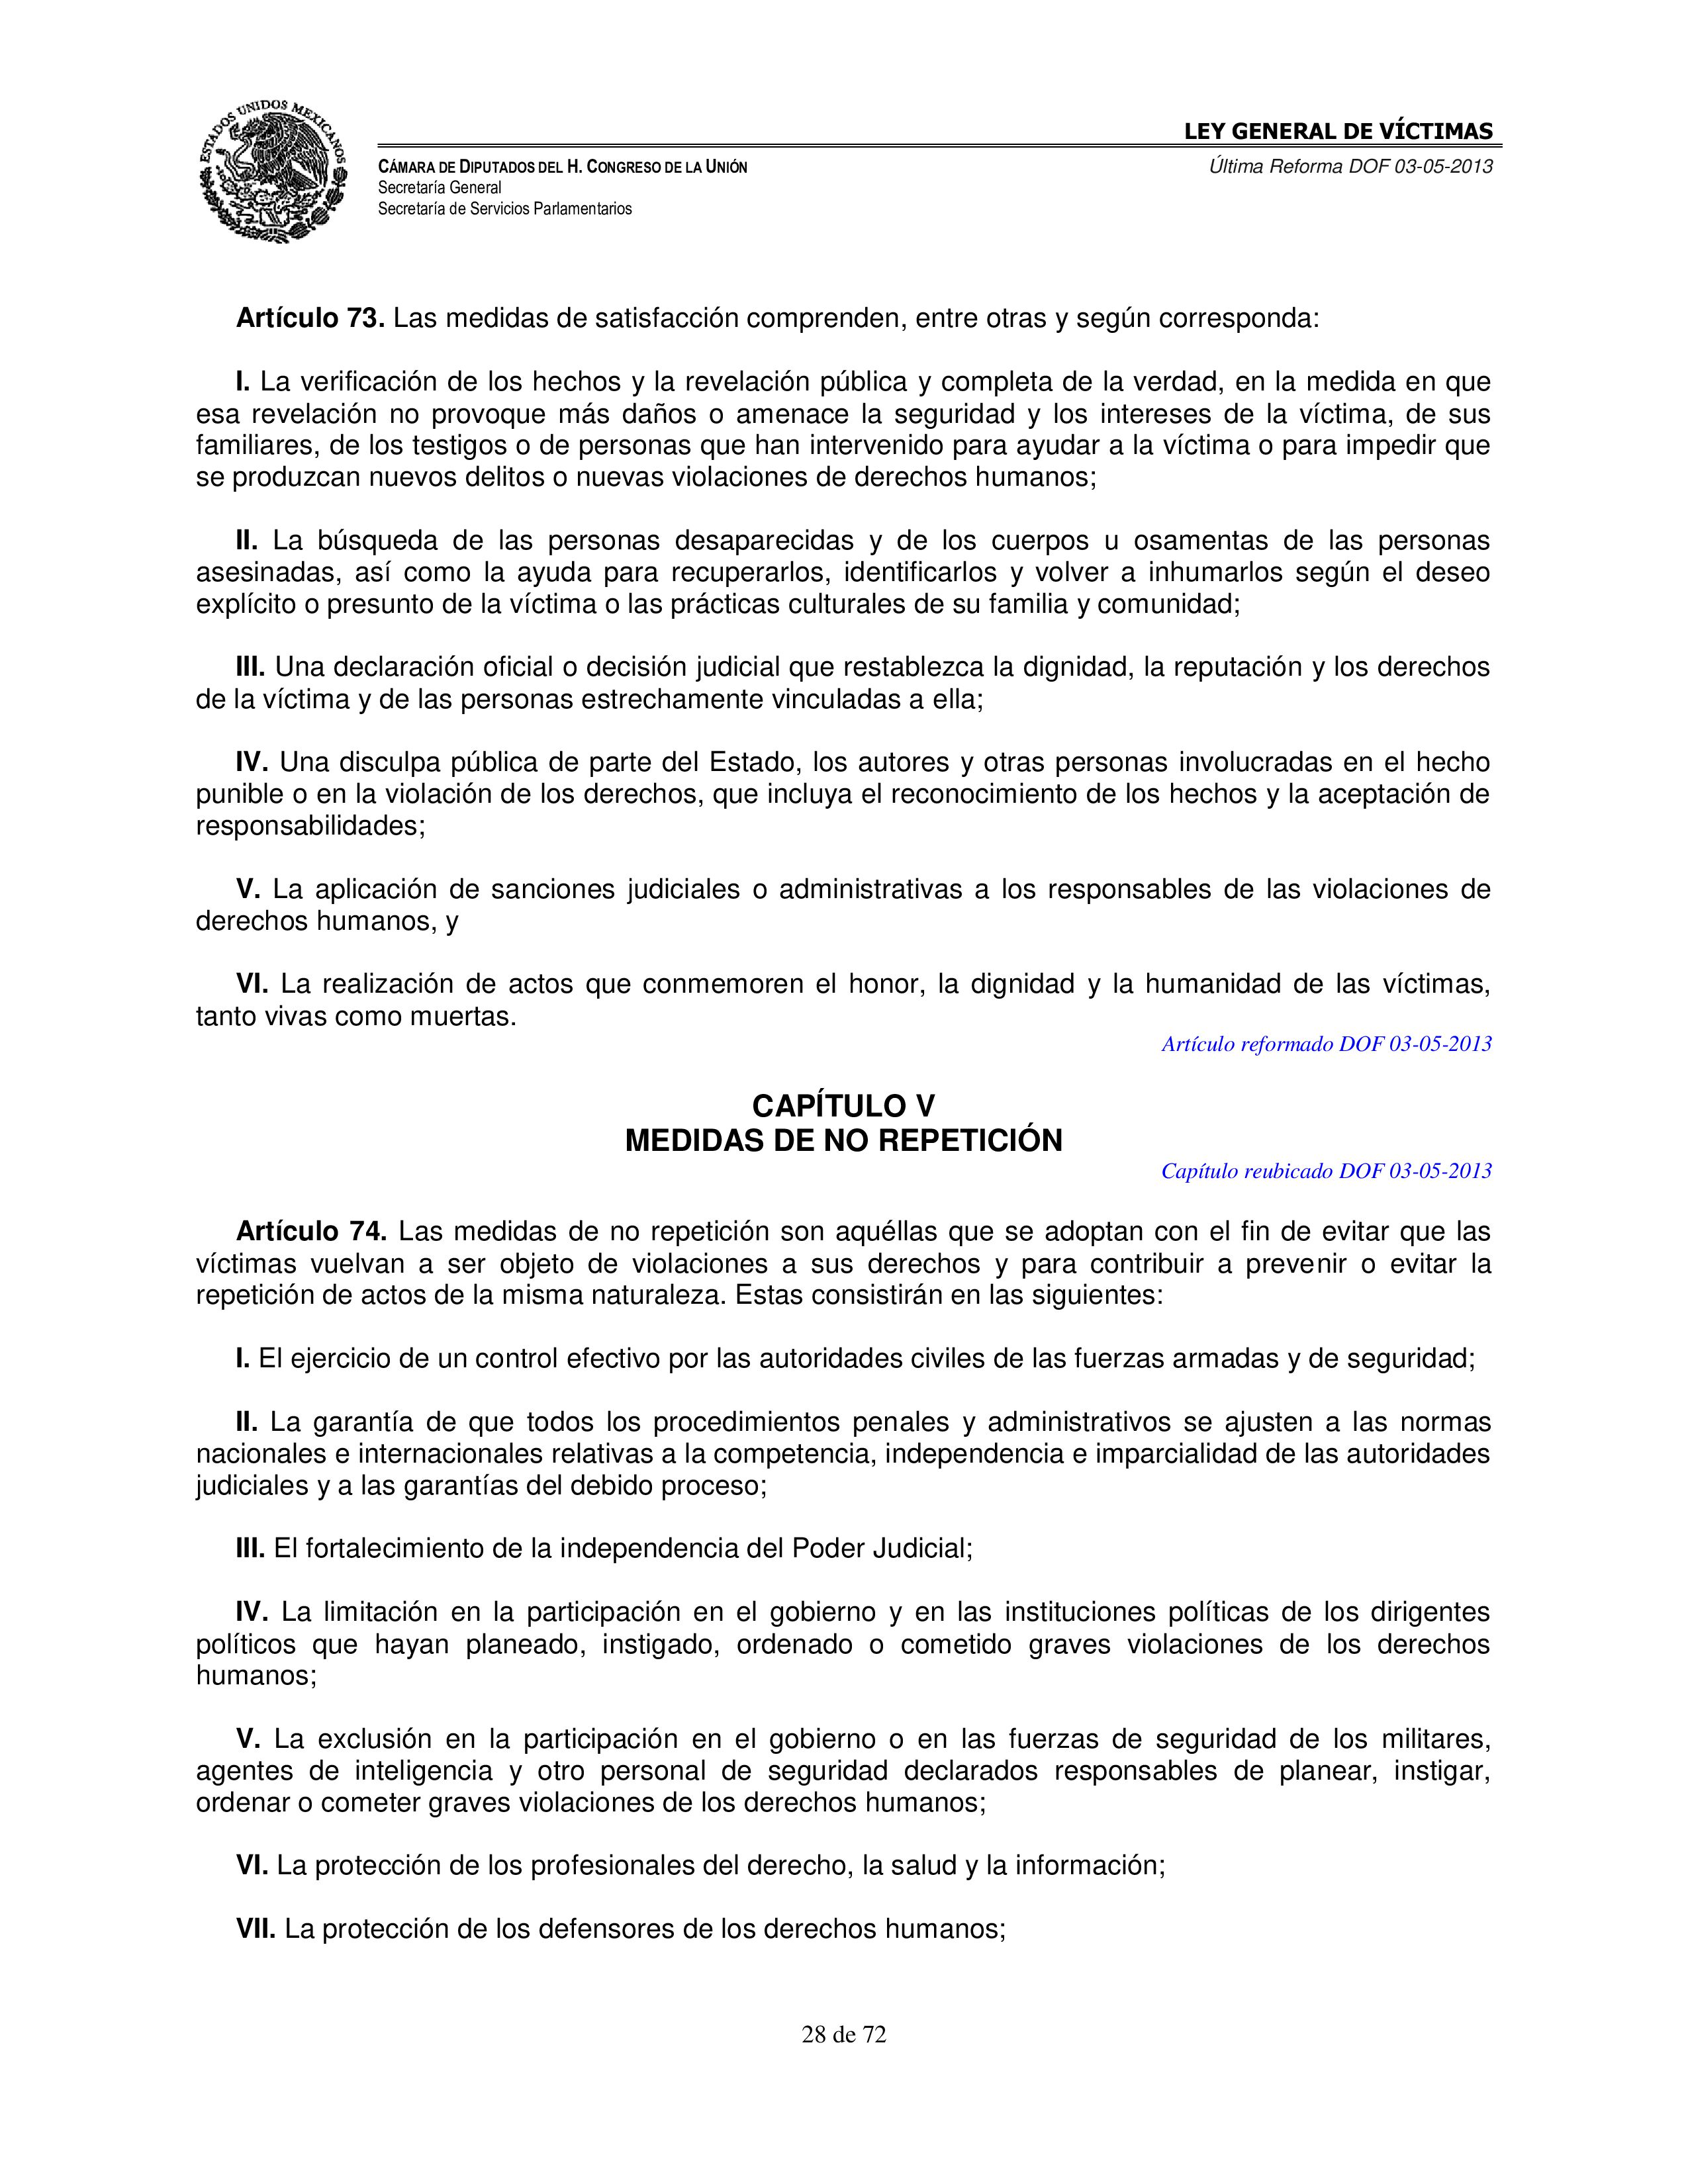 ESTADOS UNIDOS MEXICANOS
LEY GENERAL DE VÍCTIMAS
CÁMARA DE DIPUTADOS DEL H. CONGRESO DE LA UNIÓN
Última Reforma DOF 03-05-2013
Secretaría General
Secretaría de Servicios Parlamentarios
Artículo 73. Las medidas de satisfacción comprenden, entre otras y según corresponda:
I. La verificación de los hechos y la revelación pública y completa de la verdad, en la medida en que
esa revelación no provoque más daños o amenace la seguridad y los intereses de la víctima, de sus
familiares, de los testigos o de personas que han intervenido para ayudar a la víctima o para impedir que
se produzcan nuevos delitos o nuevas violaciones de derechos humanos;
II. La búsqueda de las personas desaparecidas y de los cuerpos u osamentas de las personas
asesinadas, así como la ayuda para recuperarlos, identificarlos y volver a inhumarlos según el deseo
explícito o presunto de la víctima o las prácticas culturales de su familia y comunidad;
III. Una declaración oficial o decisión judicial que restablezca la dignidad, la reputación y los derechos
de la víctima y de las personas estrechamente vinculadas a ella;
IV. Una disculpa pública de parte del Estado, los autores y otras personas involucradas en el hecho
punible o en la violación de los derechos, que incluya el reconocimiento de los hechos y la aceptación de
responsabilidades;
V. La aplicación de sanciones judiciales o administrativas a los responsables de las violaciones de
derechos humanos, y
VI. La realización de actos que conmemoren el honor, la dignidad y la humanidad de las víctimas,
tanto vivas como muertas.
Artículo reformado DOF 03-05-2013
CAPÍTULO V
MEDIDAS DE NO REPETICIÓN
Capítulo reubicado DOF 03-05-2013
Artículo 74. Las medidas de no repetición son aquéllas que se adoptan con el fin de evitar que las
víctimas vuelvan a ser objeto de violaciones a sus derechos y para contribuir a prevenir o evitar la
repetición de actos de la misma naturaleza. Estas consistirán en las siguientes:
I. El ejercicio de un control efectivo por las autoridades civiles de las fuerzas armadas y de seguridad;
II. La garantía de que todos los procedimientos penales y administrativos se ajusten a las normas
nacionales e internacionales relativas a la competencia, independencia e imparcialidad de las autoridades
judiciales y a las garantías del debido proceso;
III. El fortalecimiento de la independencia del Poder Judicial;
IV. La limitación en la participación en el gobierno y en las instituciones políticas de los dirigentes
políticos que hayan planeado, instigado, ordenado o cometido graves violaciones de los derechos
humanos;
V. La exclusión en la participación en el gobierno o en las fuerzas de seguridad de los militares,
agentes de inteligencia y otro personal de seguridad declarados responsables de planear, instigar,
ordenar o cometer graves violaciones de los derechos humanos;
VI. La protección de los profesionales del derecho, la salud y la información;
VII. La protección de los defensores de los derechos humanos;
28 de 72